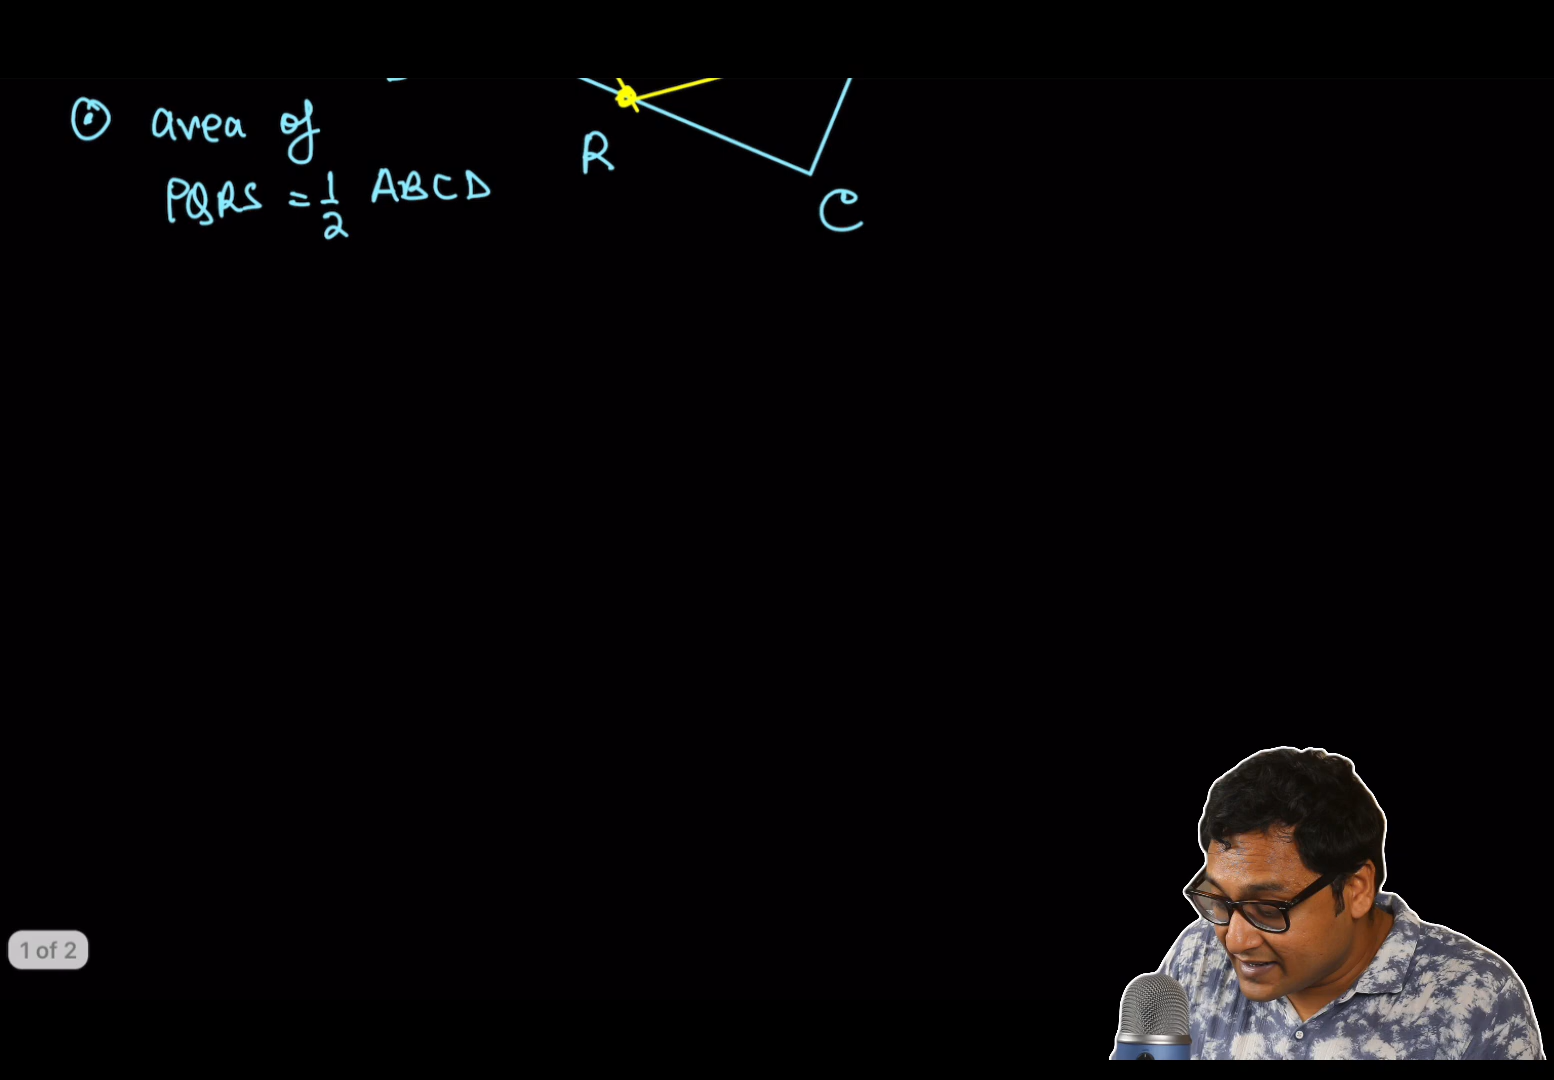 area of
PQRS = 1/2 ABCD
R
C
1 of 2